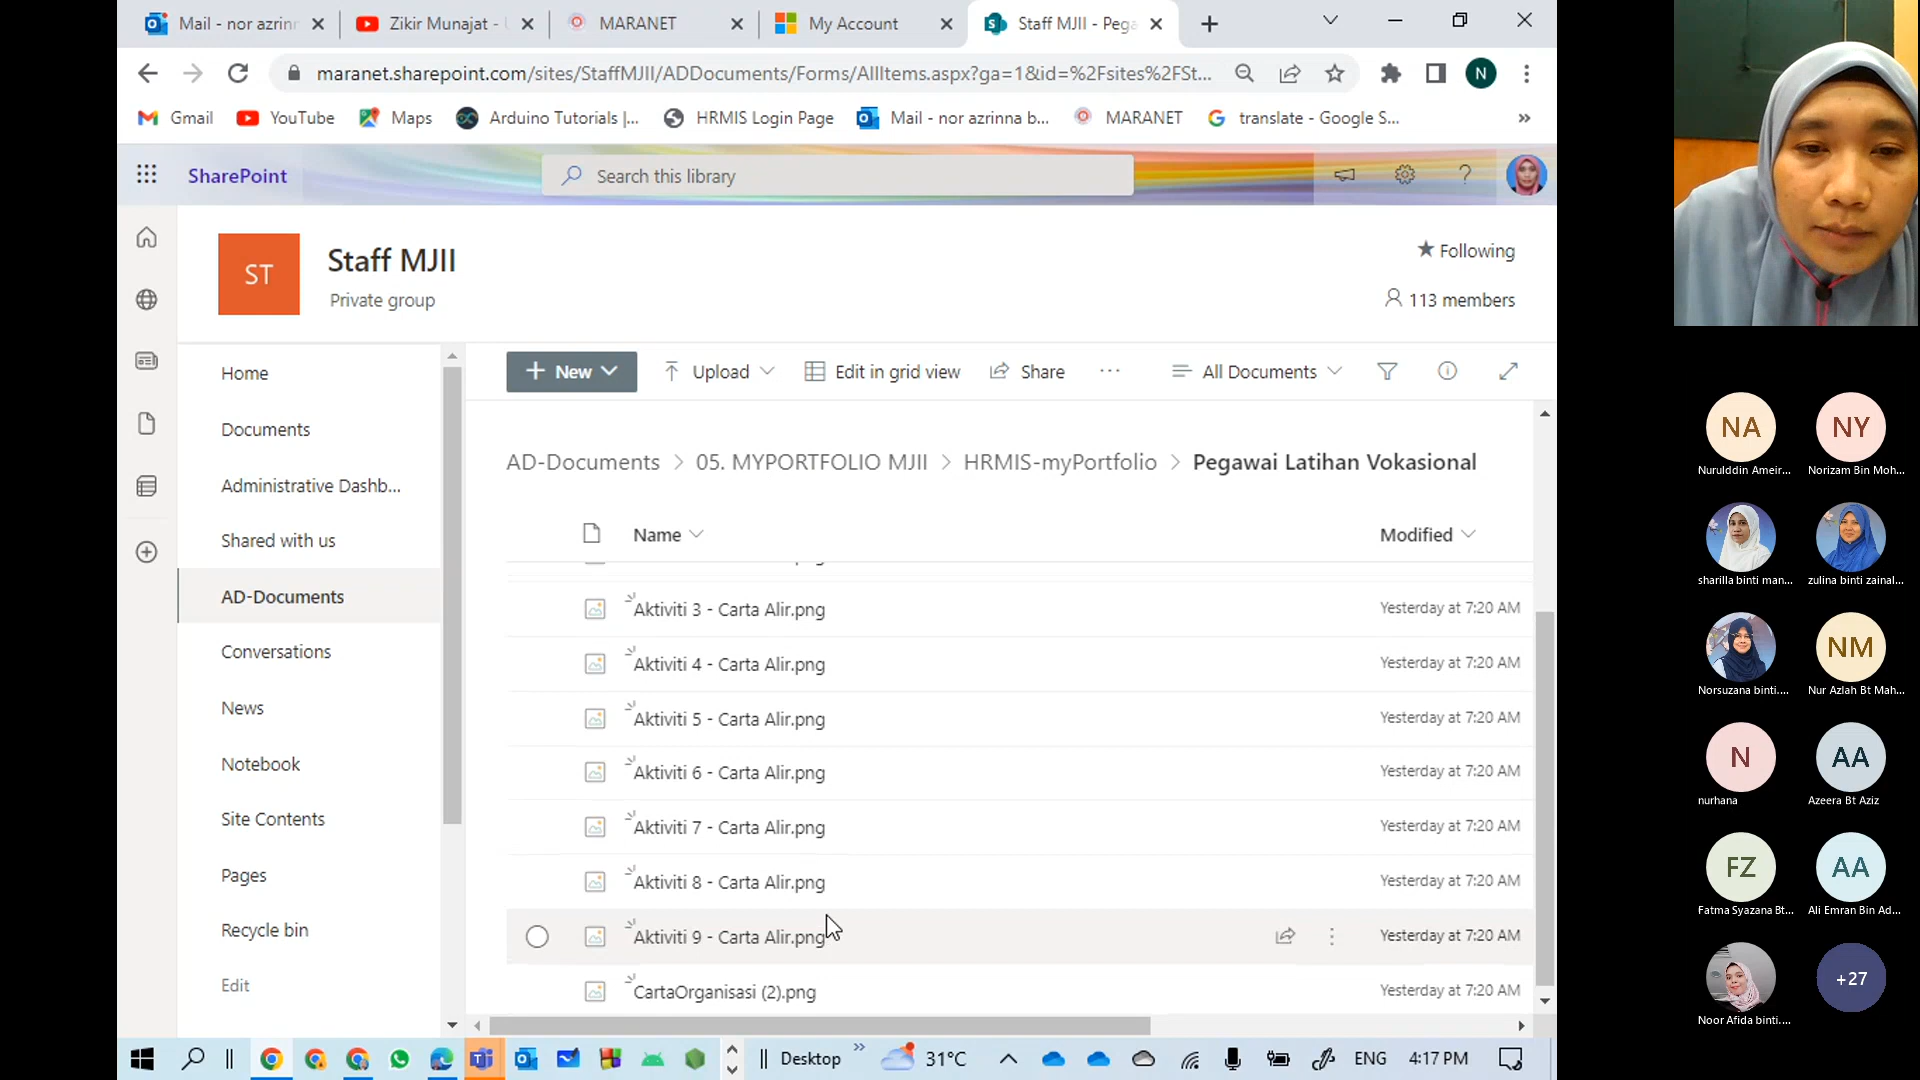 Mail - nor azrinn
Zikir Munajat -
MARANET
My Account
Staff MJII - Pega
maranet.sharepoint.com/sites/StaffMJII/ADDocuments/Forms/AllItems.aspx?ga=1&id=%2Fsites%2FSt...
N
Gmail
YouTube
Maps
Arduino Tutorials |...
HRMIS Login Page
Mail - nor azrinna b...
MARANET
translate - Google S...
»
SharePoint
Search this library
?
ST
Staff MJII
Private group
Following
113 members
Home
Documents
Administrative Dashb...
Shared with us
AD-Documents
Conversations
News
Notebook
Site Contents
Pages
Recycle bin
Edit
+ New
Upload
Edit in grid view
Share
...
All Documents
AD-Documents > 05. MYPORTFOLIO MJII > HRMIS-myPortfolio > Pegawai Latihan Vokasional
Name
Modified
Aktiviti 3 - Carta Alir.png
Yesterday at 7:20 AM
Aktiviti 4 - Carta Alir.png
Yesterday at 7:20 AM
Aktiviti 5 - Carta Alir.png
Yesterday at 7:20 AM
Aktiviti 6 - Carta Alir.png
Yesterday at 7:20 AM
Aktiviti 7 - Carta Alir.png
Yesterday at 7:20 AM
Aktiviti 8 - Carta Alir.png
Yesterday at 7:20 AM
Aktiviti 9 - Carta Alir.png
Yesterday at 7:20 AM
CartaOrganisasi (2).png
Yesterday at 7:20 AM
Desktop
»
31°C
ENG
4:17 PM
NA
Nurulddin Ameir...
NY
Norizam Bin Moh...
sharilla binti man...
zulina binti zainal...
Norsuzana binti....
NM
Nur Azlah Bt Mah...
N
nurhana
AA
Azeera Bt Aziz
FZ
Fatma Syazana Bt...
AA
Ali Emran Bin Ad...
Noor Afida binti....
+27